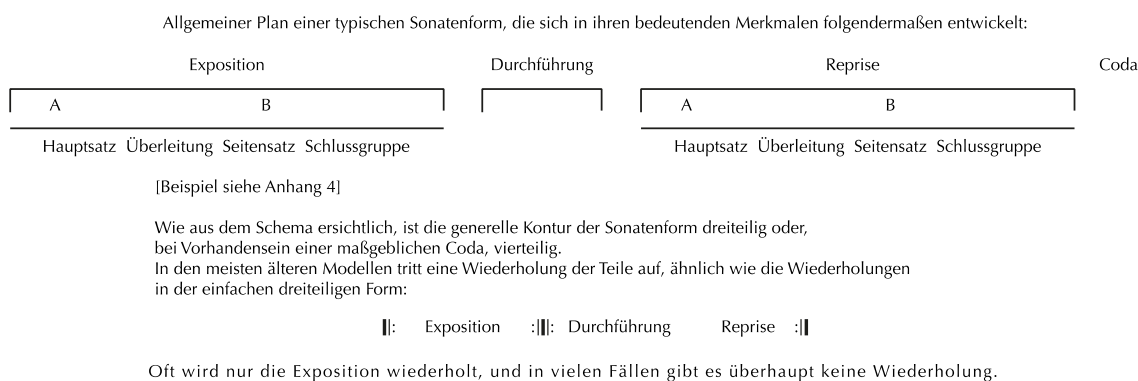 Allgemeiner Plan einer typischen Sonatenform, die sich in ihren bedeutenden Merkmalen folgendermaßen entwickelt:
Exposition Durchführung Reprise Coda
A B A B
Hauptsatz Überleitung Seitensatz Schlussgruppe Hauptsatz Überleitung Seitensatz Schlussgruppe
[Beispiel siehe Anhang 4]
Wie aus dem Schema ersichtlich, ist die generelle Kontur der Sonatenform dreiteilig oder,
bei Vorhandensein einer maßgeblichen Coda, vierteilig.
In den meisten älteren Modellen tritt eine Wiederholung der Teile auf, ähnlich wie die Wiederholungen
in der einfachen dreiteiligen Form:
‖: Exposition :‖: Durchführung Reprise :‖
Oft wird nur die Exposition wiederholt, und in vielen Fällen gibt es überhaupt keine Wiederholung.